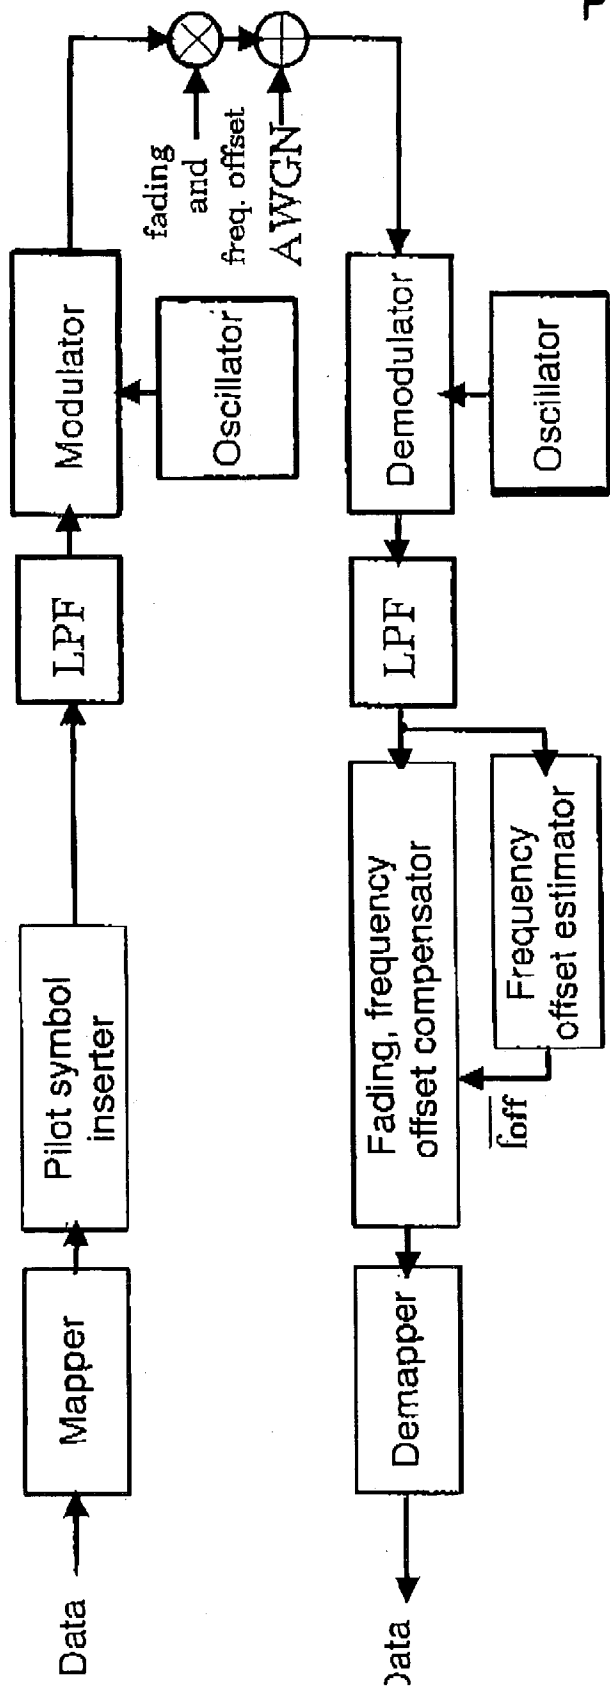 Data
Mapper
Pilot symbol
inserter
LPF
Modulator
Oscillator
fading
and
freq. offset
AWGN
Demodulator
Oscillator
LPF
Fading, frequency
offset compensator
Frequency
offset estimator
foff
Demapper
Data